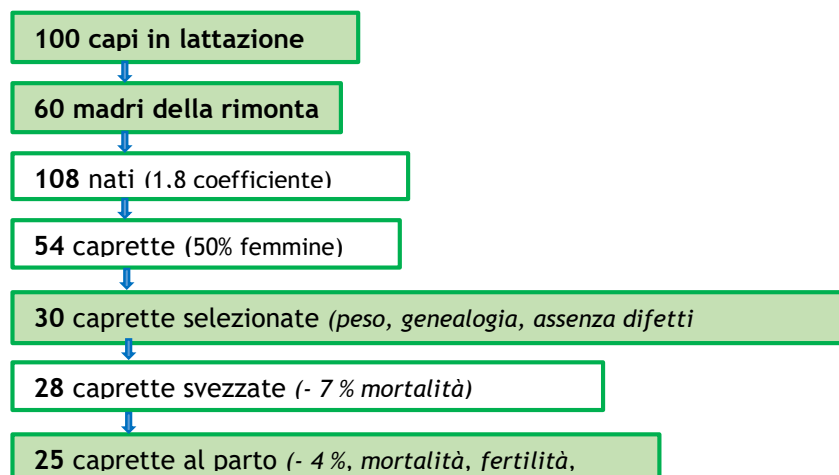 100 capi in lattazione
60 madri della rimonta
108 nati (1,8 coefficiente)
54 caprette (50% femmine)
30 caprette selezionate (peso, genealogia, assenza difetti
28 caprette svezzate (- 7 % mortalità)
25 caprette al parto (- 4 %, mortalità, fertilità,